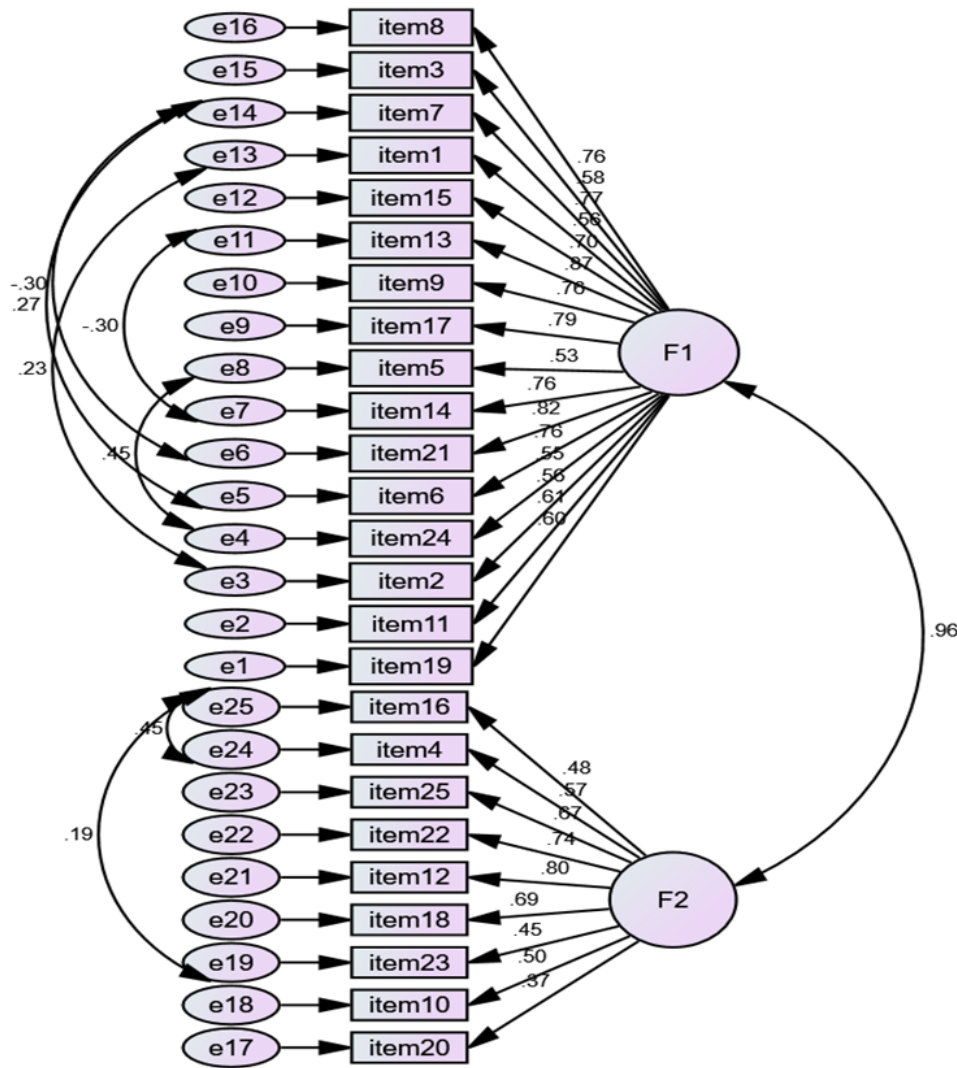 e16 item8
e15 item3
e14 item7
e13 item1
e12 item15
e11 item13
e10 item9
e9 item17
e8 item5
e7 item14
e6 item21
e5 item6
e4 item24
e3 item2
e2 item11
e1 item19
e25 item16
e24 item4
e23 item25
e22 item22
e21 item12
e20 item18
e19 item23
e18 item10
e17 item20
-.30
.27
-.30
.23
.45
.45
.19
.76
.58
.77
.56
.70
.87
.76
.79
.53
.76
.82
.76
.55
.56
.61
.60
F1
.96
.48
.57
.67
.74
.80
.69
.45
.50
.37
F2